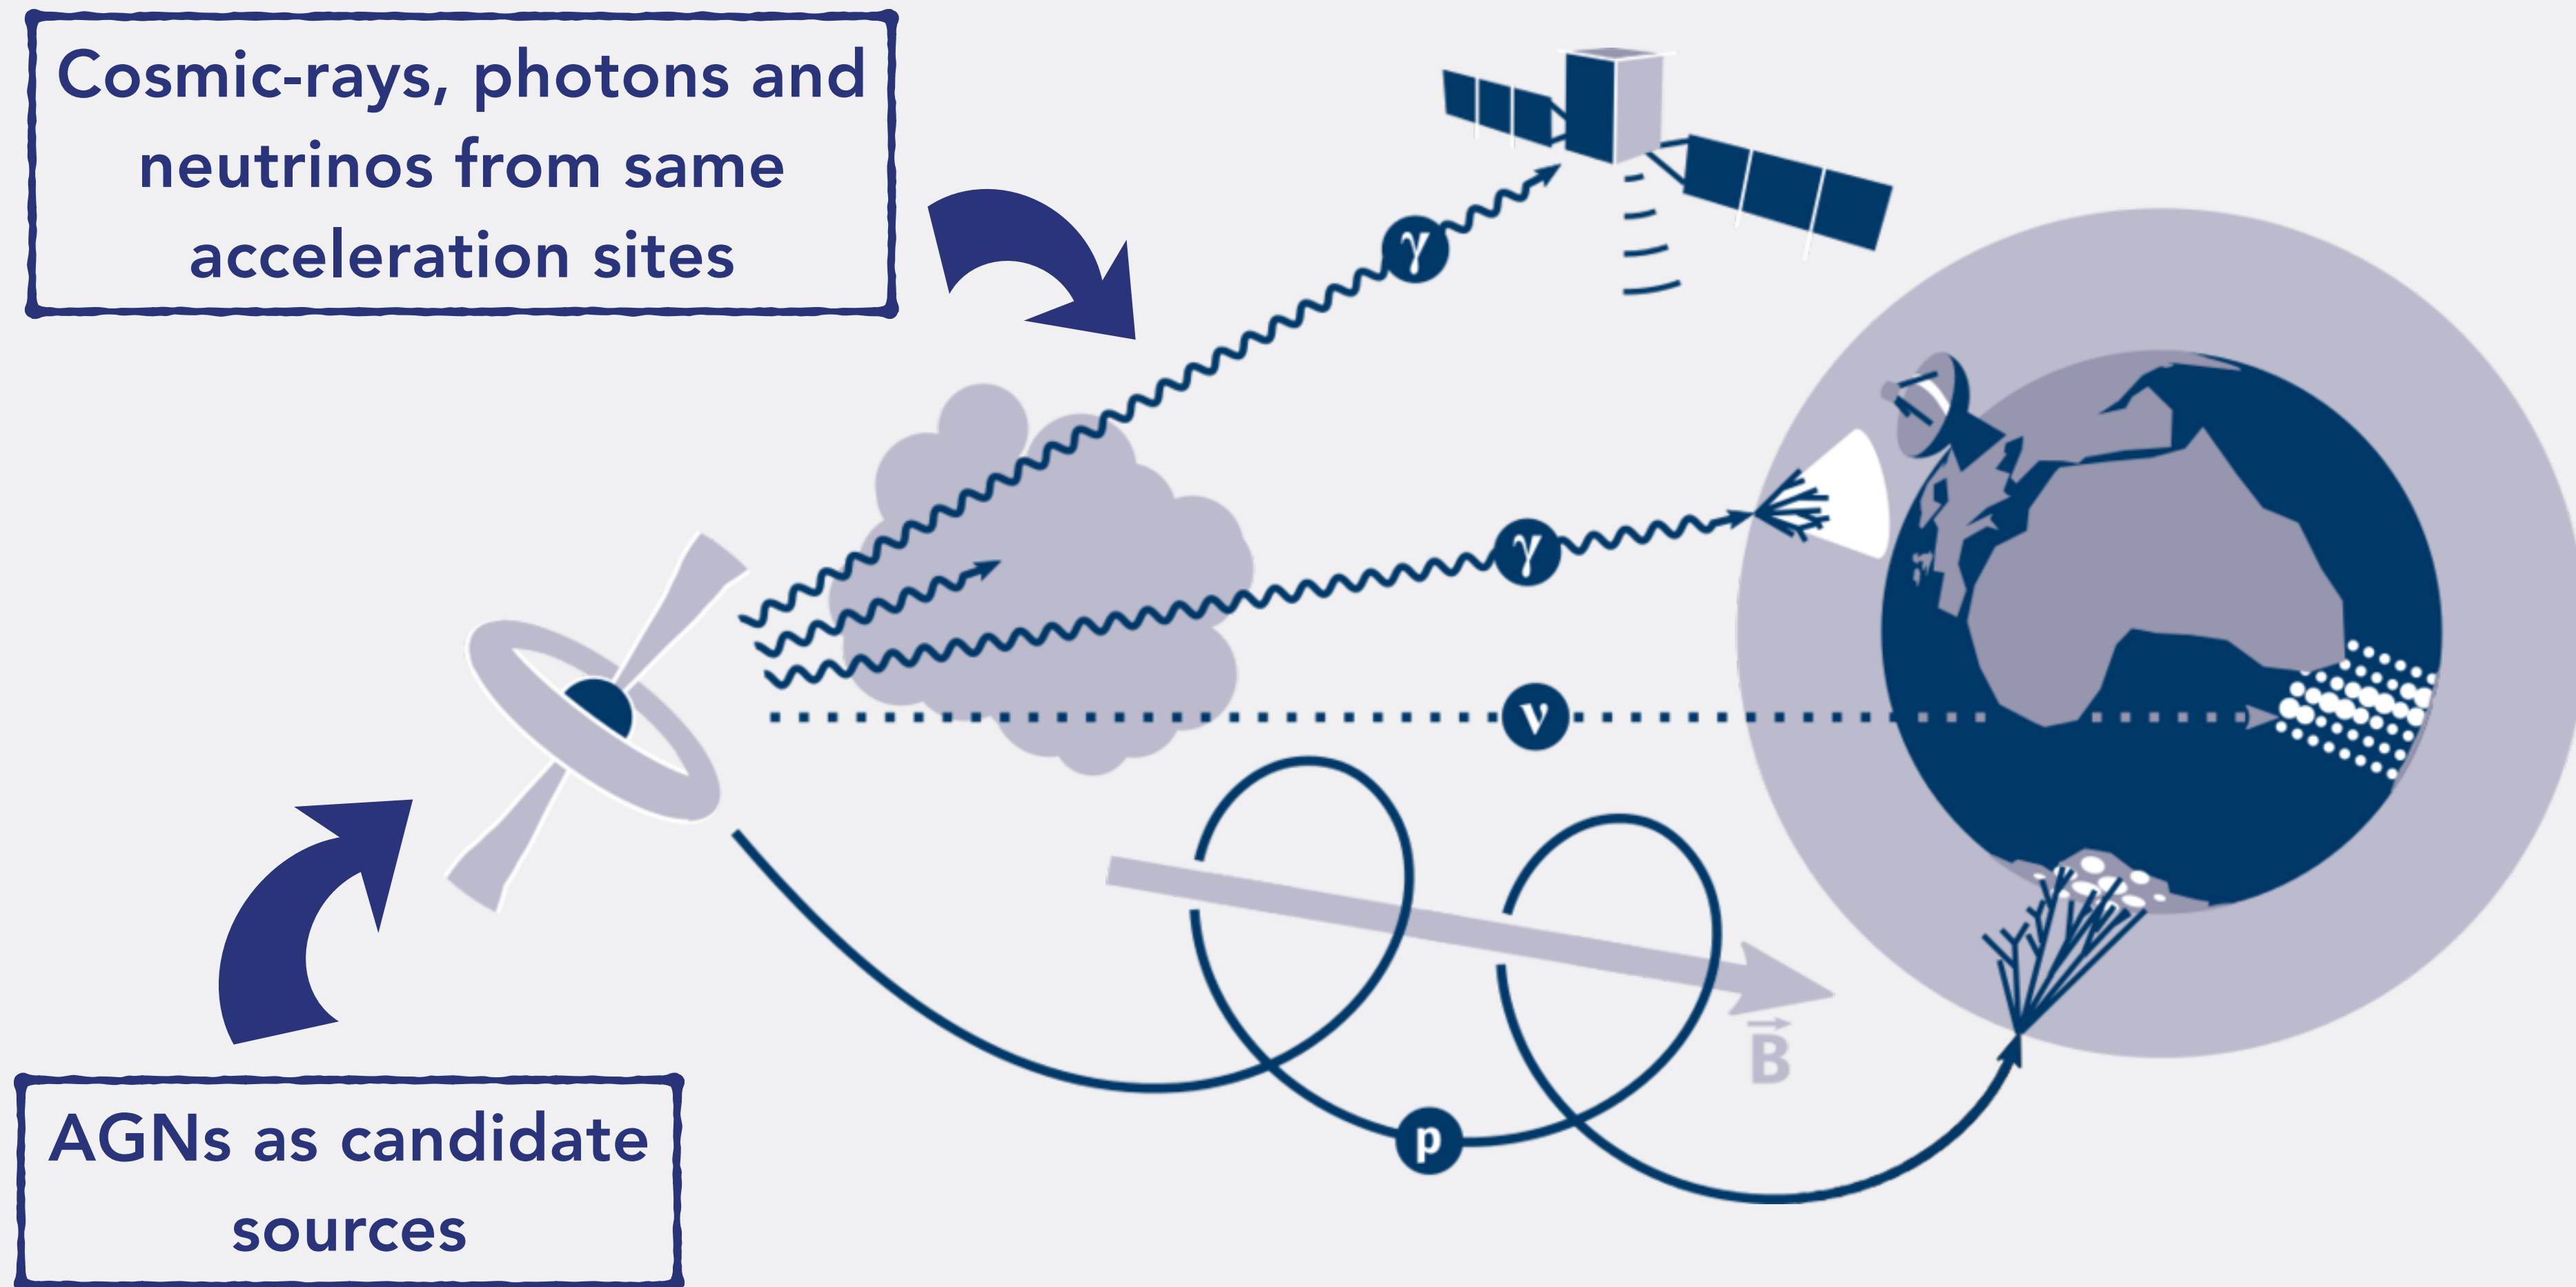 Cosmic-rays, photons and
neutrinos from same
acceleration sites
γ
γ
ν
B⃗
p
AGNs as candidate
sources